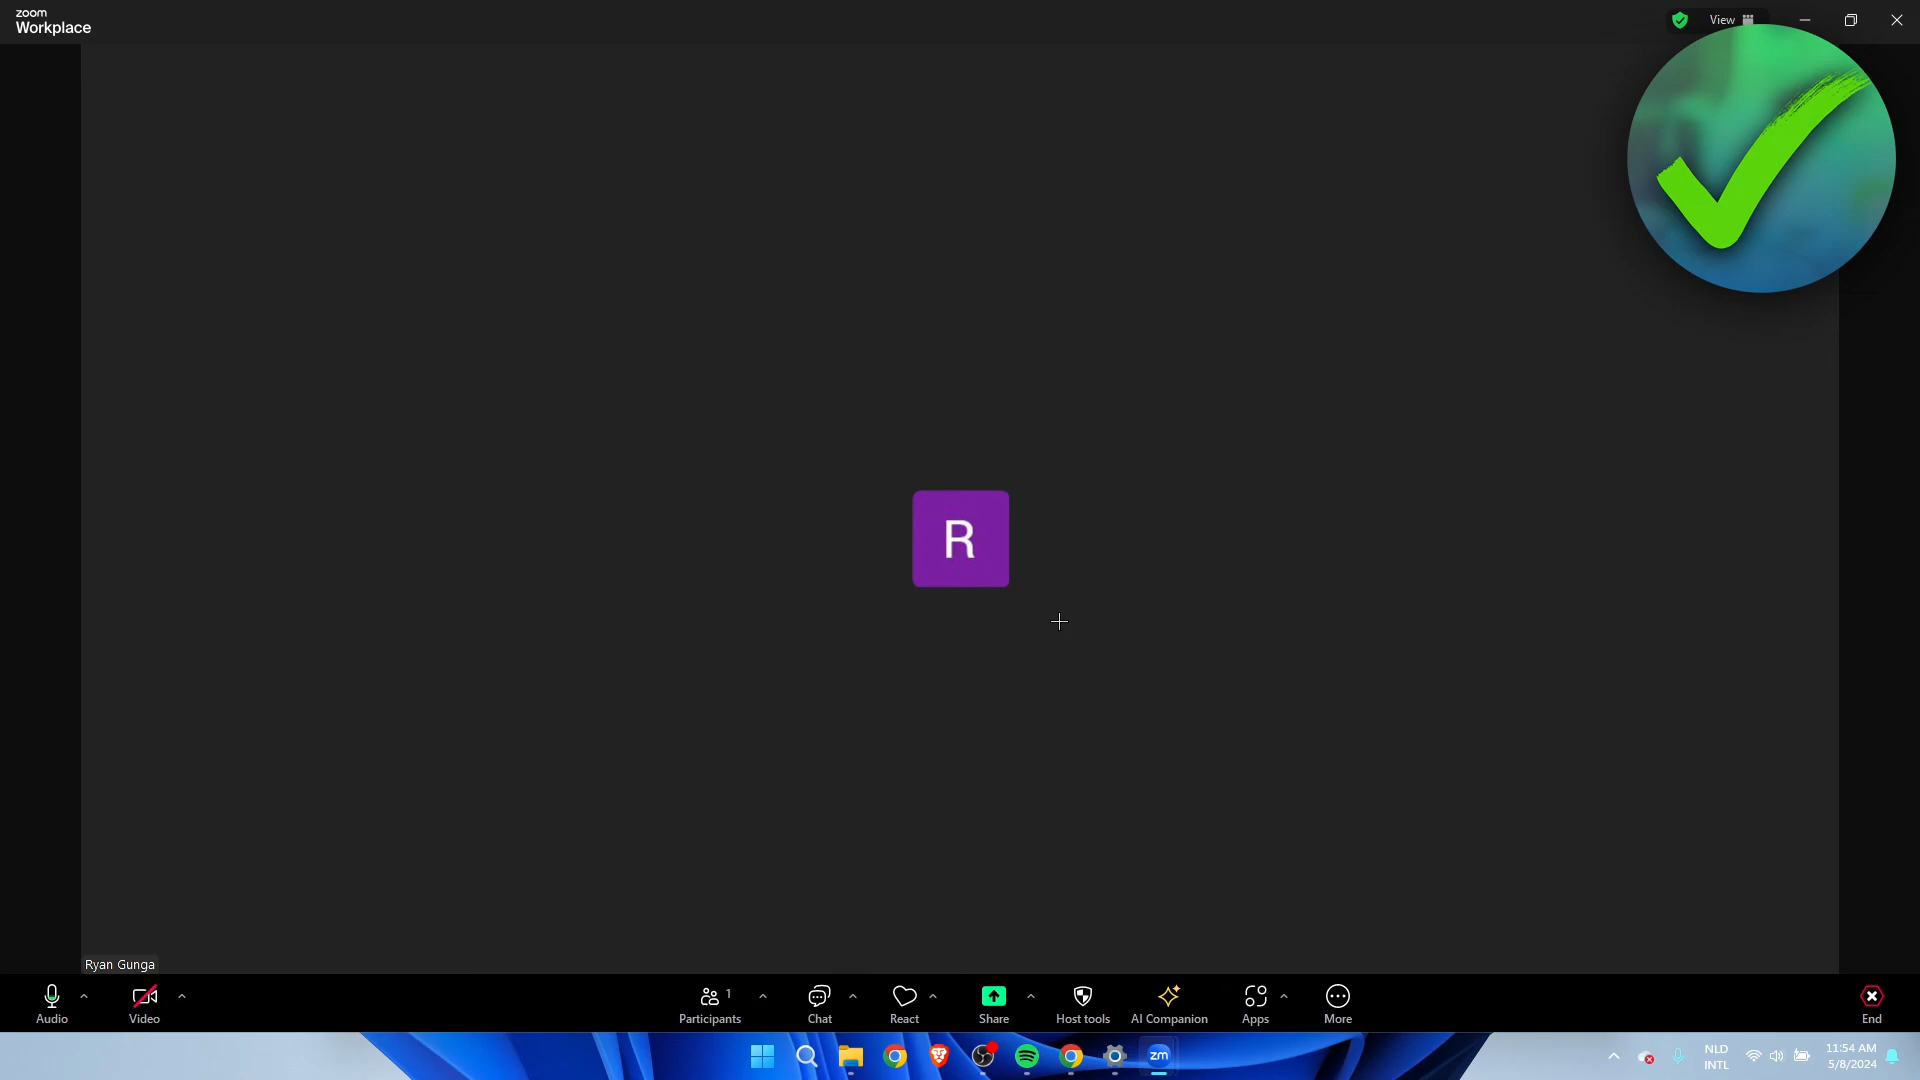 zoom
Workplace
View
R
Ryan Gunga
Audio
Video
1
Participants
Chat
React
Share
Host tools
AI Companion
Apps
More
End
zm
NLD
INTL
11:54 AM
5/8/2024